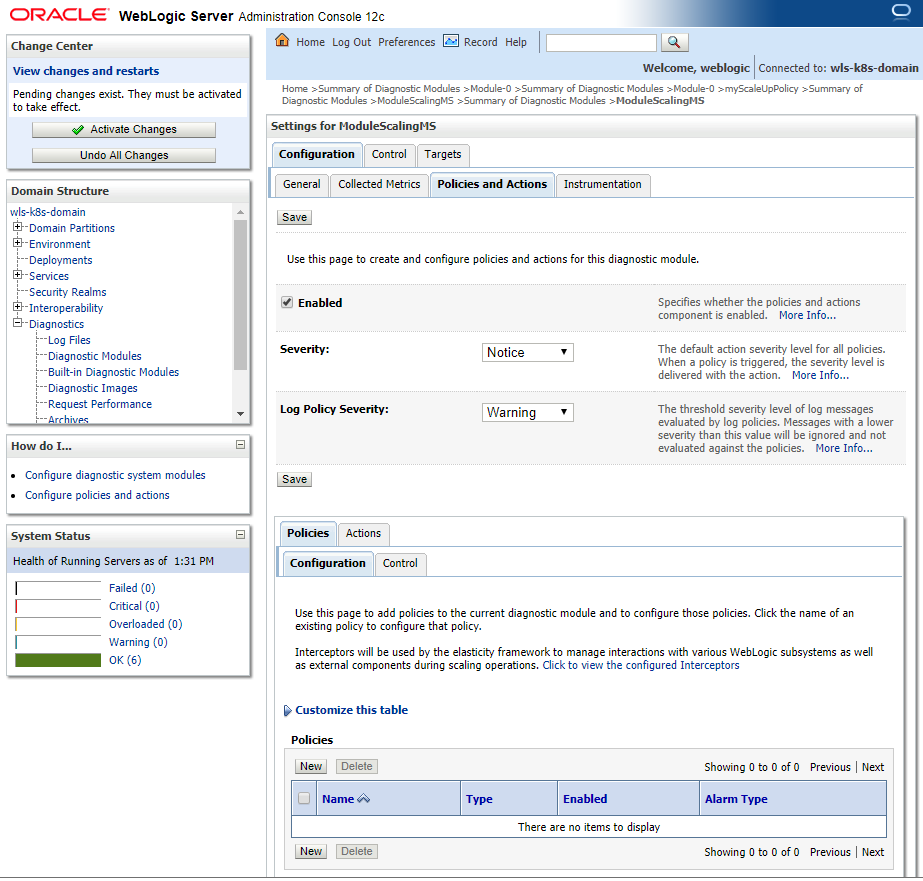 ORACLE® WebLogic Server Administration Console 12c
Change Center
View changes and restarts
Pending changes exist. They must be activated
to take effect.
Activate Changes
Undo All Changes
Domain Structure
wls-k8s-domain
Domain Partitions
Environment
Deployments
Services
Security Realms
Interoperability
Diagnostics
Log Files
Diagnostic Modules
Built-in Diagnostic Modules
Diagnostic Images
Request Performance
Archives
How do I...
Configure diagnostic system modules
Configure policies and actions
System Status
Health of Running Servers as of 1:31 PM
Failed (0)
Critical (0)
Overloaded (0)
Warning (0)
OK (6)
Home Log Out Preferences Record Help
Welcome, weblogic Connected to: wls-k8s-domain
Home >Summary of Diagnostic Modules >Module-0 >Summary of Diagnostic Modules >Module-0 >myScaleUpPolicy >Summary of
Diagnostic Modules >ModuleScalingMS >Summary of Diagnostic Modules >ModuleScalingMS
Settings for ModuleScalingMS
Configuration Control Targets
General Collected Metrics Policies and Actions Instrumentation
Save
Use this page to create and configure policies and actions for this diagnostic module.
Enabled
Specifies whether the policies and actions
component is enabled. More Info...
Severity:
Notice
The default action severity level for all policies.
When a policy is triggered, the severity level is
delivered with the action. More Info...
Log Policy Severity:
Warning
The threshold severity level of log messages
evaluated by log policies. Messages with a lower
severity than this value will be ignored and not
evaluated against the policies. More Info...
Save
Policies Actions
Configuration Control
Use this page to add policies to the current diagnostic module and to configure those policies. Click the name of an
existing policy to configure that policy.
Interceptors will be used by the elasticity framework to manage interactions with various WebLogic subsystems as well
as external components during scaling operations. Click to view the configured Interceptors
Customize this table
Policies
New Delete Showing 0 to 0 of 0 Previous | Next
Name Type Enabled Alarm Type
There are no items to display
New Delete Showing 0 to 0 of 0 Previous | Next